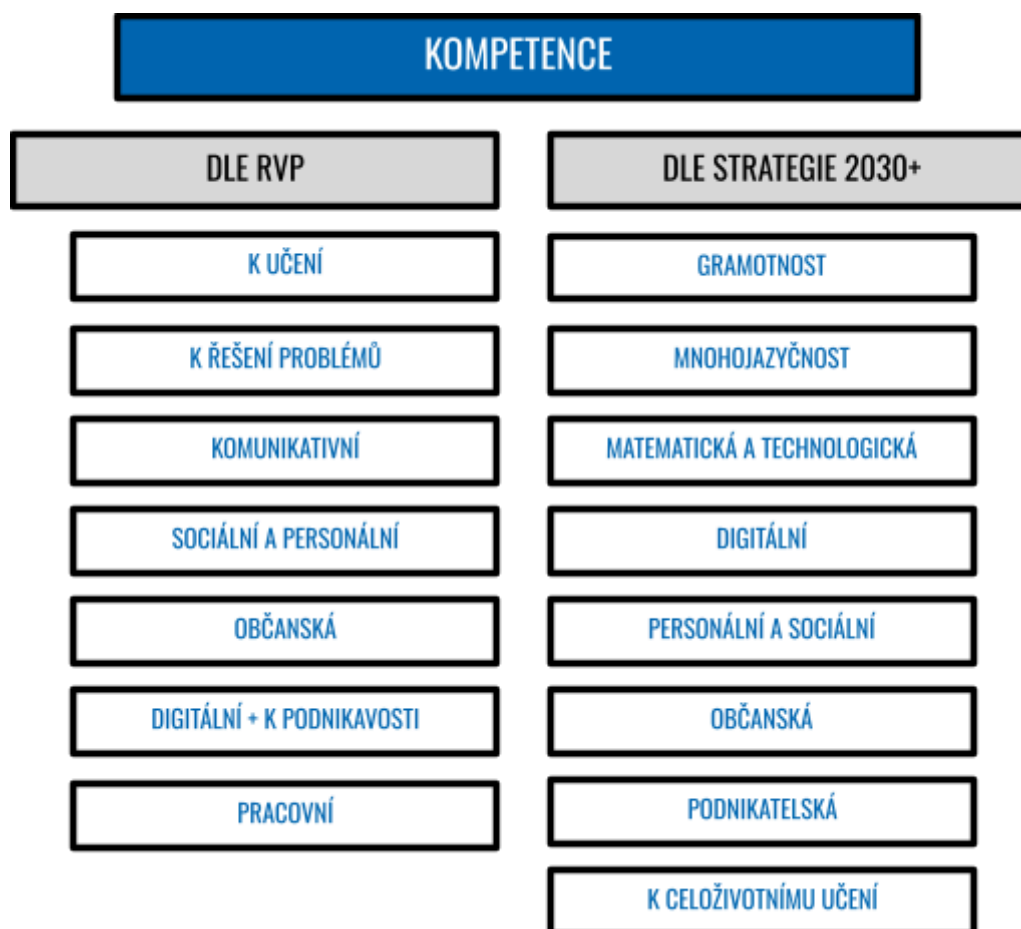 KOMPETENCE
DLE RVP
K UČENÍ
K ŘEŠENÍ PROBLÉMŮ
KOMUNIKATIVNÍ
SOCIÁLNÍ A PERSONÁLNÍ
OBČANSKÁ
DIGITÁLNÍ + K PODNIKAVOSTI
PRACOVNÍ
DLE STRATEGIE 2030+
GRAMOTNOST
MNOHOJAZYČNOST
MATEMATICKÁ A TECHNOLOGICKÁ
DIGITÁLNÍ
PERSONÁLNÍ A SOCIÁLNÍ
OBČANSKÁ
PODNIKATELSKÁ
K CELOŽIVOTNÍMU UČENÍ